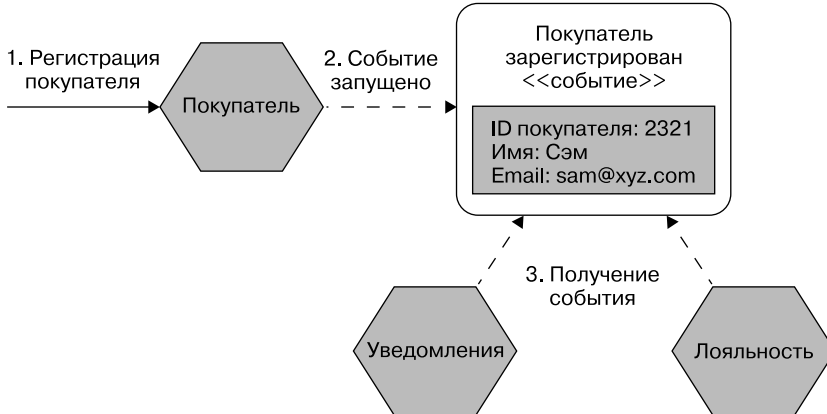 1. Регистрация
покупателя
Покупатель
2. Событие
запущено
Покупатель
зарегистрирован
<<событие>>
ID покупателя: 2321
Имя: Сэм
Email: sam@xyz.com
3. Получение
события
Уведомления
Лояльность